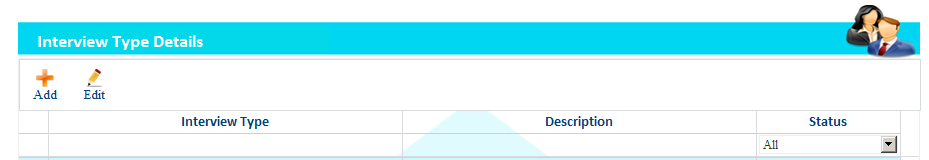 Interview Type Details
Add Edit
Interview Type Description Status
All